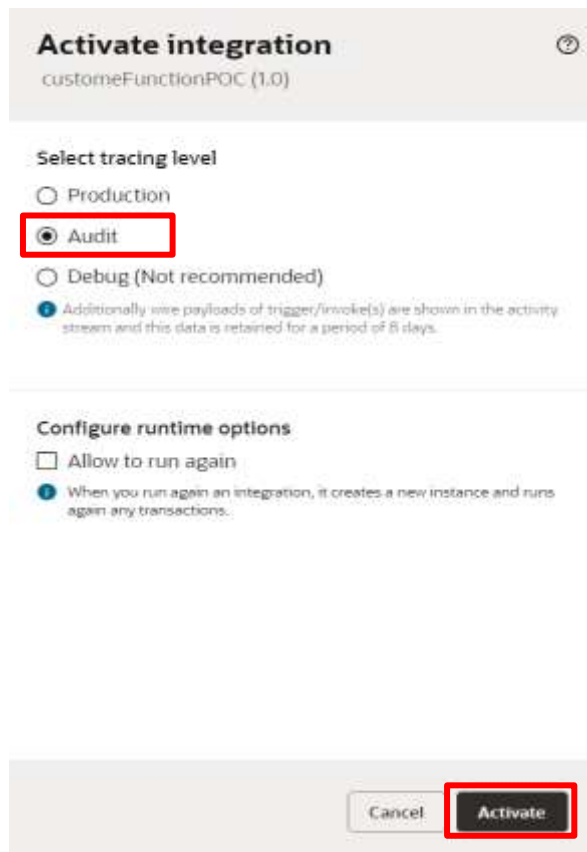 Activate integration
customeFunctionPOC (1.0)
Select tracing level
Production
Audit
Debug (Not recommended)
Additionally wire payloads of trigger/invoke(s) are shown in the activity
stream and this data is retained for a period of 8 days.
Configure runtime options
Allow to run again
When you run again an integration, it creates a new instance and runs
again any transactions.
Cancel
Activate